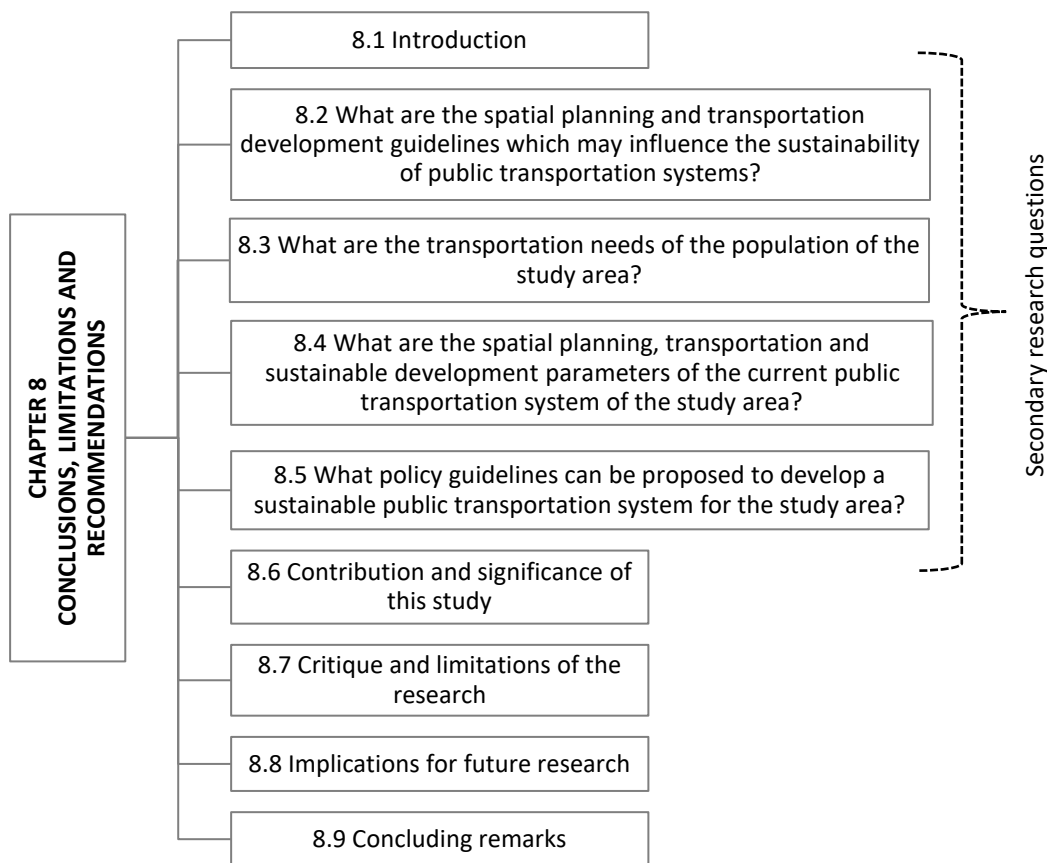 CHAPTER 8
CONCLUSIONS, LIMITATIONS AND
RECOMMENDATIONS
8.1 Introduction
8.2 What are the spatial planning and transportation
development guidelines which may influence the sustainability
of public transportation systems?
8.3 What are the transportation needs of the population of the
study area?
8.4 What are the spatial planning, transportation and
sustainable development parameters of the current public
transportation system of the study area?
8.5 What policy guidelines can be proposed to develop a
sustainable public transportation system for the study area?
8.6 Contribution and significance of
this study
8.7 Critique and limitations of the
research
8.8 Implications for future research
8.9 Concluding remarks
Secondary research questions